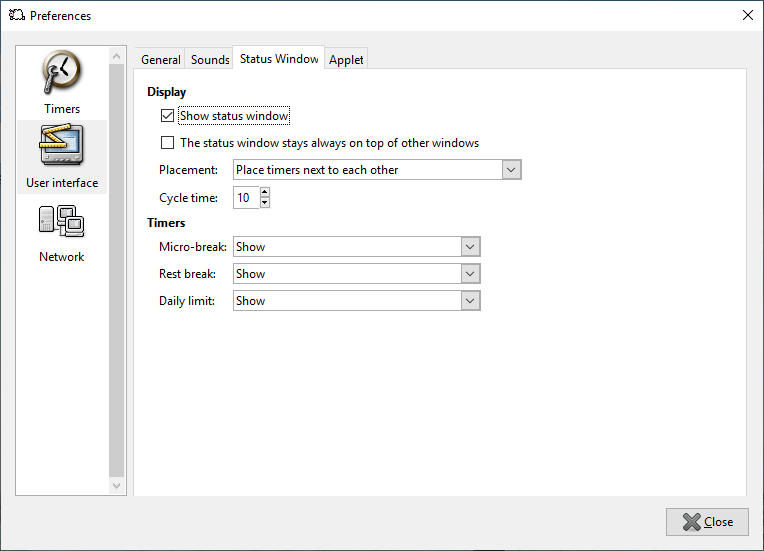 Preferences
Timers
User interface
Network
General Sounds Status Window Applet
Display
Show status window
The status window stays always on top of other windows
Placement: Place timers next to each other
Cycle time: 10
Timers
Micro-break: Show
Rest break: Show
Daily limit: Show
Close